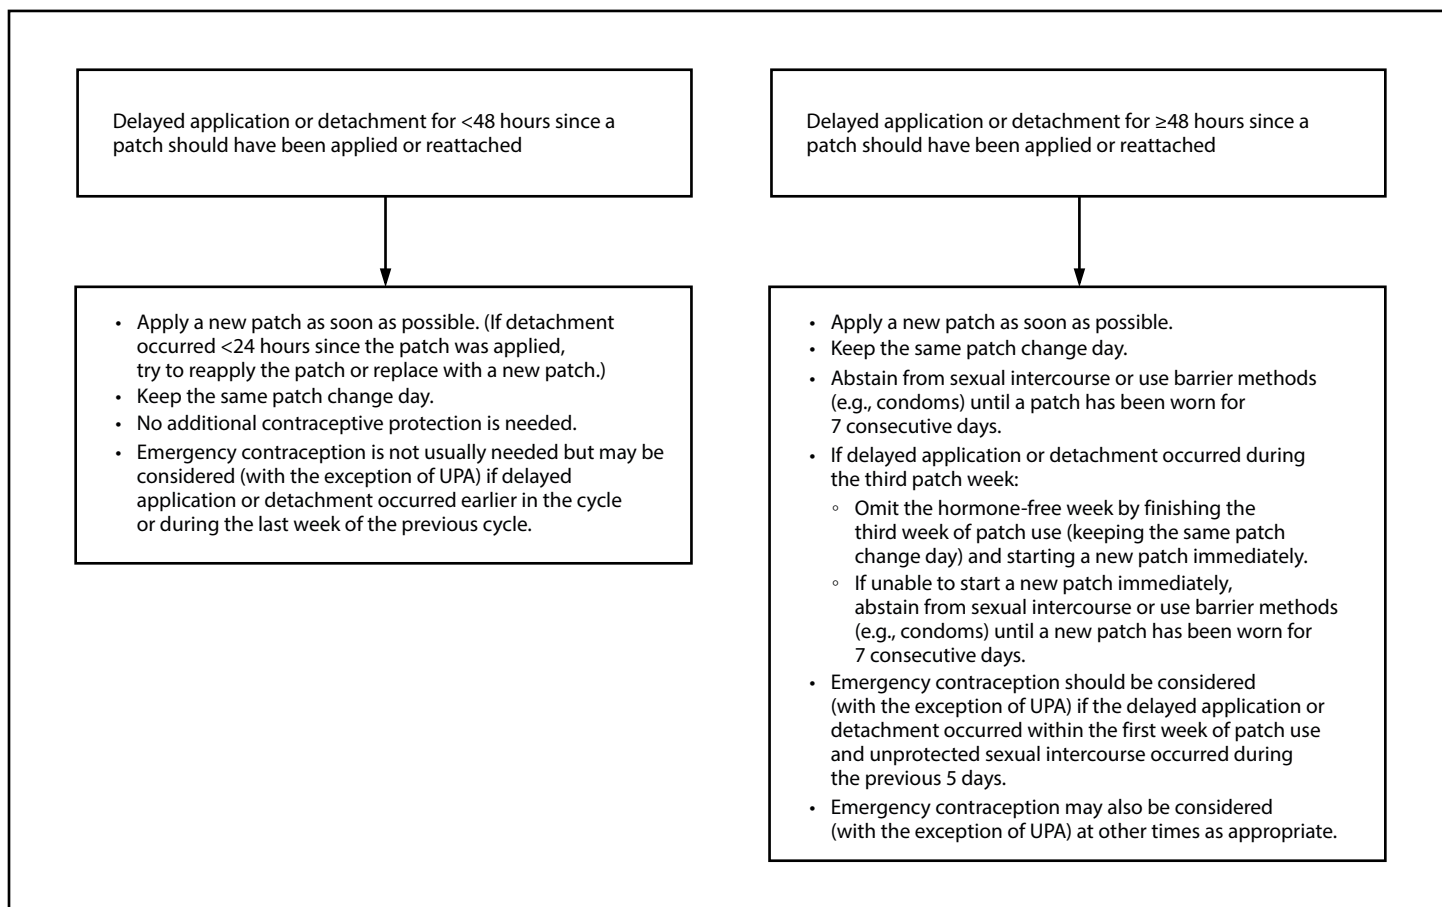 Delayed application or detachment for <48 hours since a
patch should have been applied or reattached
• Apply a new patch as soon as possible. (If detachment
occurred <24 hours since the patch was applied,
try to reapply the patch or replace with a new patch.)
• Keep the same patch change day.
• No additional contraceptive protection is needed.
• Emergency contraception is not usually needed but may be
considered (with the exception of UPA) if delayed
application or detachment occurred earlier in the cycle
or during the last week of the previous cycle.
Delayed application or detachment for ≥48 hours since a
patch should have been applied or reattached
• Apply a new patch as soon as possible.
• Keep the same patch change day.
• Abstain from sexual intercourse or use barrier methods
(e.g., condoms) until a patch has been worn for
7 consecutive days.
• If delayed application or detachment occurred during
the third patch week:
◦ Omit the hormone-free week by finishing the
third week of patch use (keeping the same patch
change day) and starting a new patch immediately.
◦ If unable to start a new patch immediately,
abstain from sexual intercourse or use barrier methods
(e.g., condoms) until a new patch has been worn for
7 consecutive days.
• Emergency contraception should be considered
(with the exception of UPA) if the delayed application or
detachment occurred within the first week of patch use
and unprotected sexual intercourse occurred during
the previous 5 days.
• Emergency contraception may also be considered
(with the exception of UPA) at other times as appropriate.